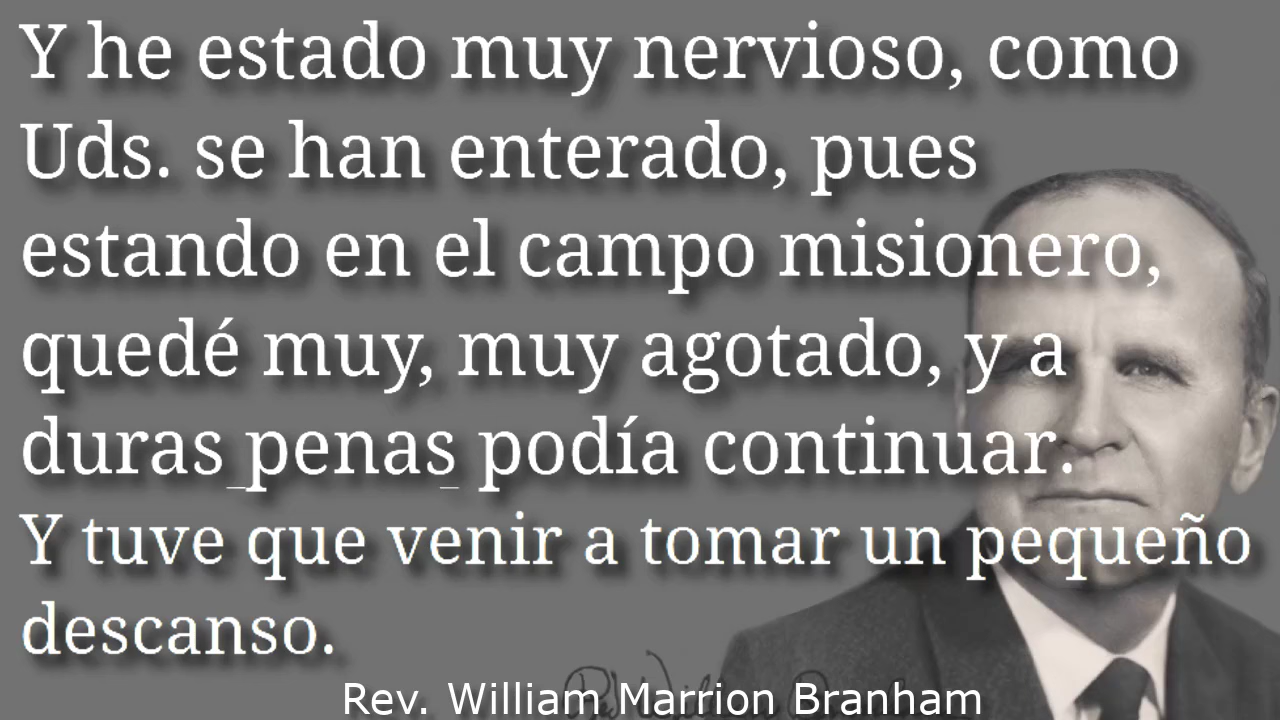 Y he estado muy nervioso, como
Uds. se han enterado, pues
estando en el campo misionero,
quedé muy, muy agotado, y a
duras penas podía continuar.
Y tuve que venir a tomar un pequeño
descanso.
Rev. William Marrion Branham